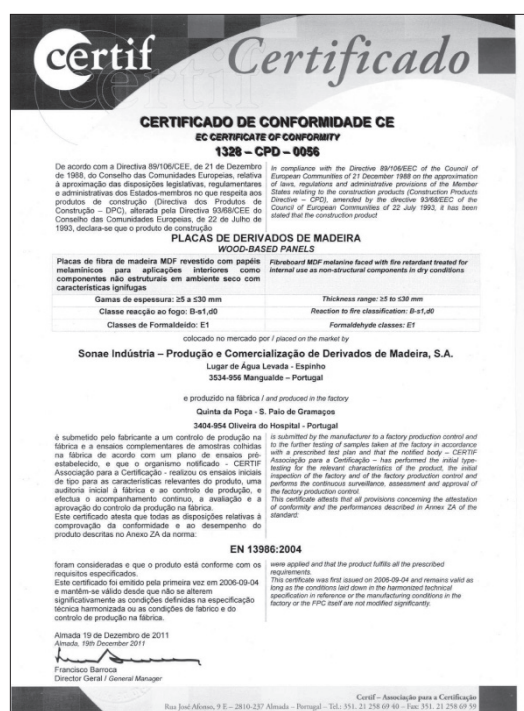 certif
Certificado
CERTIFICADO DE CONFORMIDADE CE
EC CERTIFICATE OF CONFORMITY
1328 – CPD – 0056
De acordo com a Directiva 89/106/CEE, de 21 de Dezembro
de 1988, do Conselho das Comunidades Europeias, relativa
à aproximação das disposições legislativas, regulamentares
e administrativas dos Estados-membros no que respeita aos
produtos de construção (Directiva dos Produtos de
Construção – DPC), alterada pela Directiva 93/68/CEE do
Conselho das Comunidades Europeias, de 22 de Julho de
1993, declara-se que o produto de construção
In compliance with the Directive 89/106/EEC of the Council of
European Communities of 21 December 1988 on the approximation
of laws, regulations and administrative provisions of the Member
States relating to the construction products (Construction Products
Directive – CPD), amended by the directive 93/68/EEC of the
Council of European Communities of 22 July 1993, it has been
stated that the construction product
PLACAS DE DERIVADOS DE MADEIRA
WOOD-BASED PANELS
Placas de fibra de madeira MDF revestido com papéis
melamínicos para aplicações interiores como
componentes não estruturais em ambiente seco com
características ignífugas
Fibreboard MDF melanine faced with fire retardant treated for
internal use as non-structural components in dry conditions
Gamas de espessura: ≥5 a ≤30 mm
Thickness range: ≥5 to ≤30 mm
Classe reacção ao fogo: B-s1,d0
Reaction to fire classification: B-s1,d0
Classes de Formaldeído: E1
Formaldehyde classes: E1
colocado no mercado por / placed on the market by
Sonae Indústria – Produção e Comercialização de Derivados de Madeira, S.A.
Lugar de Água Levada - Espinho
3534-956 Mangualde – Portugal
e produzido na fábrica / and produced in the factory
Quinta da Poça - S. Paio de Gramaços
3404-954 Oliveira do Hospital - Portugal
é submetido pelo fabricante a um controlo de produção na
fábrica e a ensaios complementares de amostras colhidas
na fábrica de acordo com um plano de ensaios pré-
estabelecido, e que o organismo notificado - CERTIF
Associação para a Certificação - realizou os ensaios iniciais
de tipo para as características relevantes do produto, uma
auditoria inicial à fábrica e ao controlo de produção, e
efectua o acompanhamento contínuo, a avaliação e a
aprovação do controlo da produção na fábrica.
Este certificado atesta que todas as disposições relativas à
comprovação da conformidade e ao desempenho do
produto descritas no Anexo ZA da norma:
is submitted by the manufacturer to a factory production control and
to the further testing of samples taken at the factory in accordance
with a prescribed test plan and that the notified body – CERTIF
Associação para a Certificação – has performed the initial type-
testing for the relevant characteristics of the product, the initial
inspection of the factory and of the factory production control and
performs the continuous surveillance, assessment and approval of
the factory production control.
This certificate attests that all provisions concerning the attestation
of conformity and the performances described in Annex ZA of the
standard:
EN 13986:2004
foram consideradas e que o produto está conforme com os
requisitos especificados.
Este certificado foi emitido pela primeira vez em 2006-09-04
e mantém-se válido desde que não se alterem
significativamente as condições definidas na especificação
técnica harmonizada ou as condições de fabrico e do
controlo de produção na fábrica.
were applied and that the product fulfills all the prescribed
requirements.
This certificate was first issued on 2006-09-04 and remains valid as
long as the conditions laid down in the harmonized technical
specification in reference or the manufacturing conditions in the
factory or the FPC itself are not modified significantly.
Almada 19 de Dezembro de 2011
Almada, 19th December 2011
Francisco Barroca
Director Geral / General Manager
Certif – Associação para a Certificação
Rua José Afonso, 9 E – 2810-237 Almada – Portugal – Tel.: 351. 21 258 69 40 – Fax: 351. 21 258 69 59